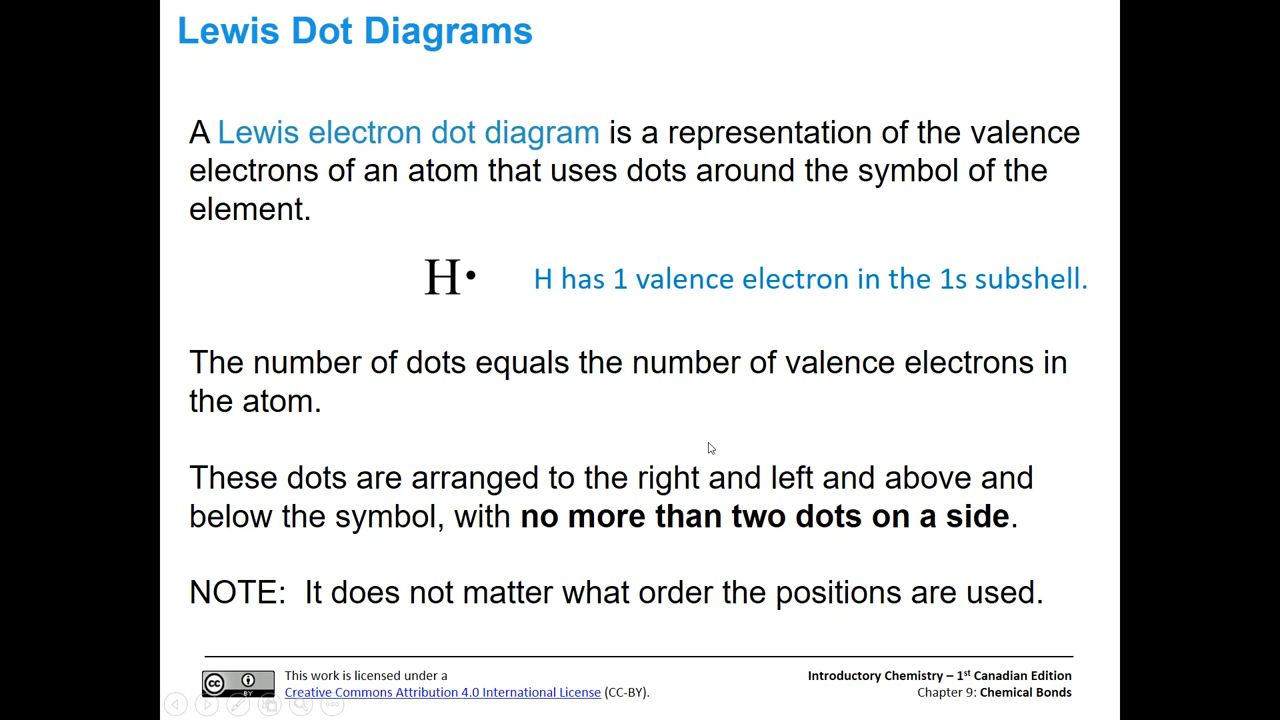 Lewis Dot Diagrams
A Lewis electron dot diagram is a representation of the valence
electrons of an atom that uses dots around the symbol of the
element.
H• H has 1 valence electron in the 1s subshell.
The number of dots equals the number of valence electrons in
the atom.
These dots are arranged to the right and left and above and
below the symbol, with no more than two dots on a side.
NOTE: It does not matter what order the positions are used.
cc BY
This work is licensed under a
Creative Commons Attribution 4.0 International License (CC-BY).
Introductory Chemistry – 1st Canadian Edition
Chapter 9: Chemical Bonds